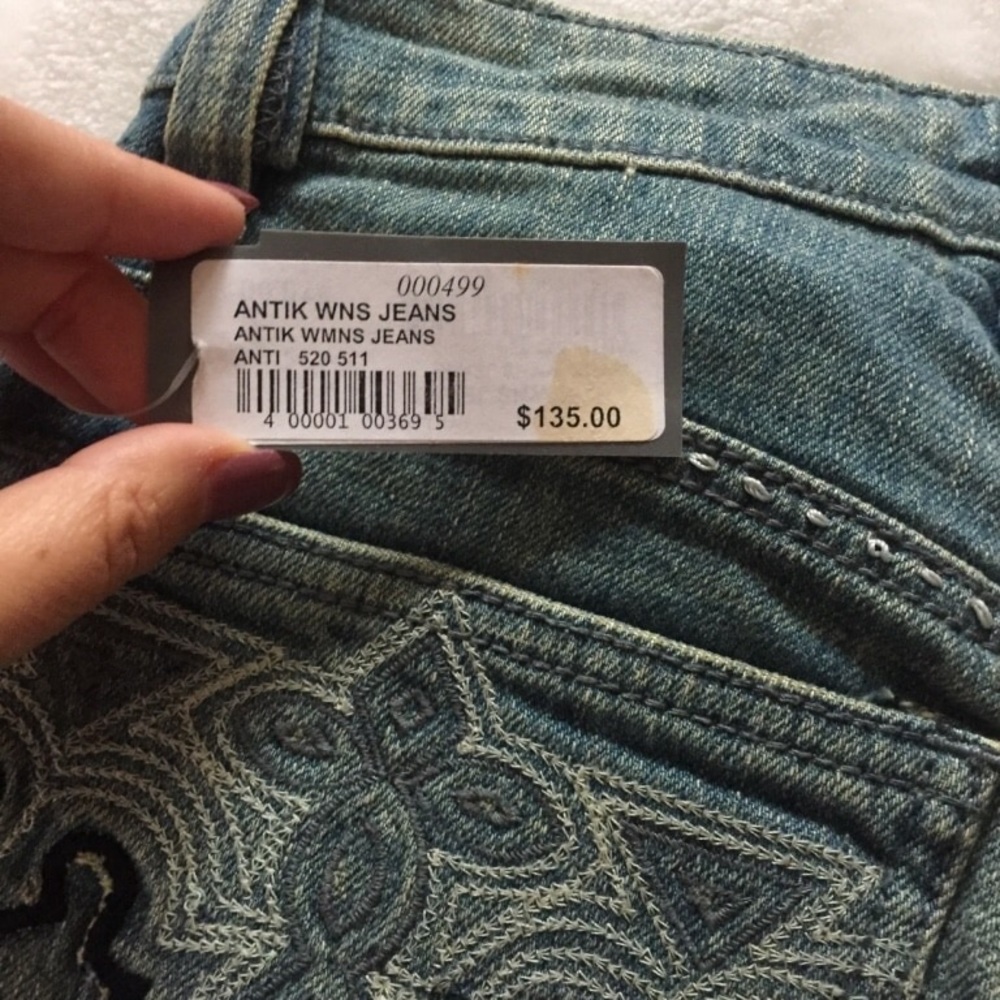 000499
ANTIK WNS JEANS
ANTIK WMNS JEANS
ANTI 520 511
4 00001 00369 5
$135.00